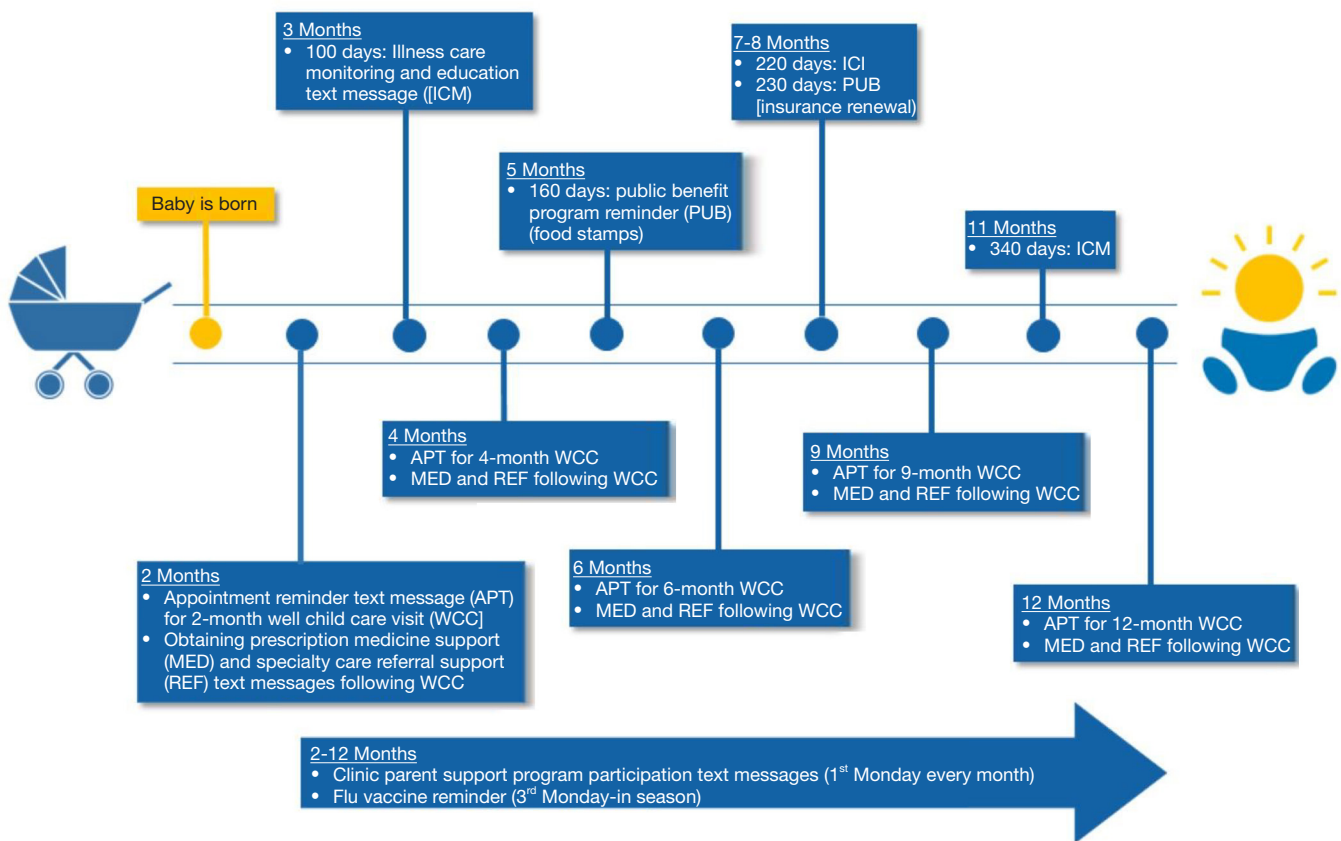 3 Months
• 100 days: Illness care
monitoring and education
text message ([ICM)
7-8 Months
• 220 days: ICI
• 230 days: PUB
[insurance renewal)
5 Months
• 160 days: public benefit
program reminder (PUB)
(food stamps)
Baby is born
11 Months
• 340 days: ICM
4 Months
• APT for 4-month WCC
• MED and REF following WCC
9 Months
• APT for 9-month WCC
• MED and REF following WCC
2 Months
• Appointment reminder text message (APT)
for 2-month well child care visit (WCC]
• Obtaining prescription medicine support
(MED) and specialty care referral support
(REF) text messages following WCC
6 Months
• APT for 6-month WCC
• MED and REF following WCC
12 Months
• APT for 12-month WCC
• MED and REF following WCC
2-12 Months
• Clinic parent support program participation text messages (1st Monday every month)
• Flu vaccine reminder (3rd Monday-in season)